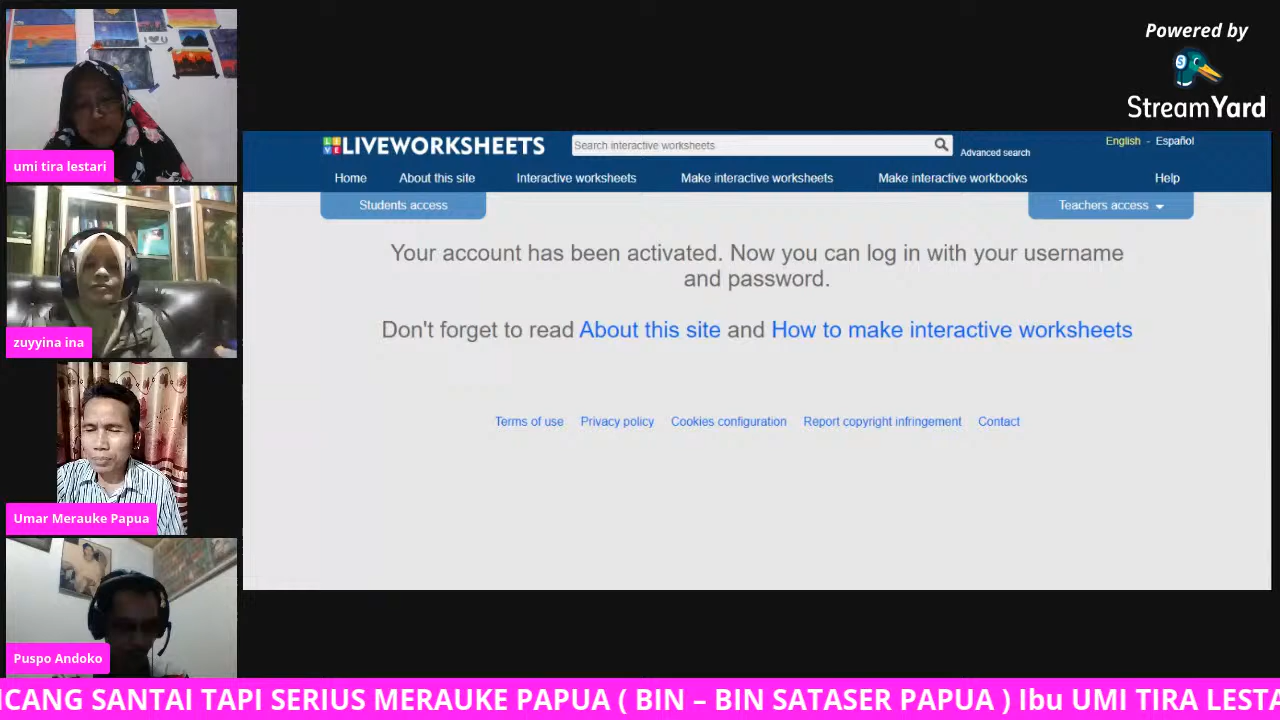 Powered by
StreamYard
LIVEWORKSHEETS
Search interactive worksheets
Advanced search
English - Español
Home
About this site
Interactive worksheets
Make interactive worksheets
Make interactive workbooks
Help
Students access
Teachers access
Your account has been activated. Now you can log in with your username
and password.
Don't forget to read About this site and How to make interactive worksheets
Terms of use
Privacy policy
Cookies configuration
Report copyright infringement
Contact
umi tira lestari
zuyyina ina
Umar Merauke Papua
Puspo Andoko
NCANG SANTAI TAPI SERIUS MERAUKE PAPUA ( BIN – BIN SATASER PAPUA ) Ibu UMI TIRA LESTA